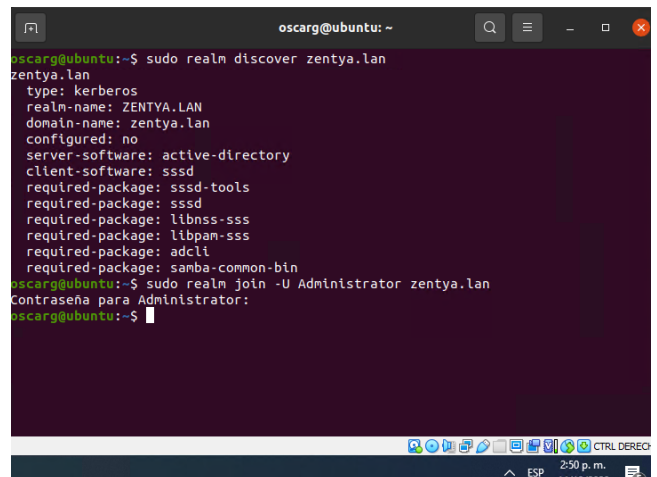 oscarg@ubuntu: ~
oscarg@ubuntu:~$ sudo realm discover zentya.lan
zentya.lan
  type: kerberos
  realm-name: ZENTYA.LAN
  domain-name: zentya.lan
  configured: no
  server-software: active-directory
  client-software: sssd
  required-package: sssd-tools
  required-package: sssd
  required-package: libnss-sss
  required-package: libpam-sss
  required-package: adcli
  required-package: samba-common-bin
oscarg@ubuntu:~$ sudo realm join -U Administrator zentya.lan
Contraseña para Administrator:
oscarg@ubuntu:~$
CTRL DERECH
ESP
2:50 p. m.